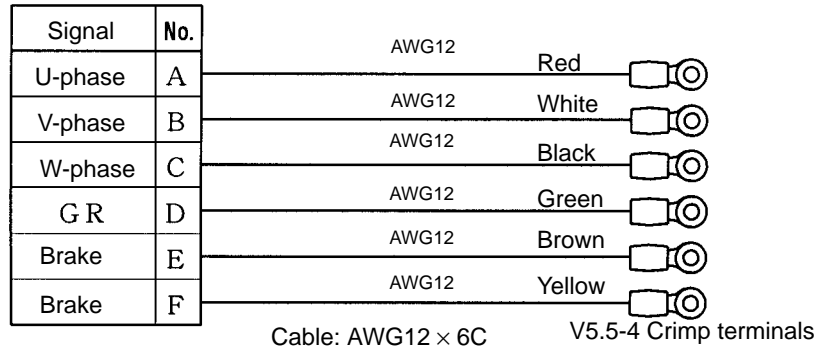 Signal No.
AWG12
U-phase A Red
AWG12
V-phase B White
AWG12
W-phase C Black
AWG12
GR D Green
AWG12
Brake E Brown
AWG12
Brake F Yellow
Cable: AWG12 × 6C V5.5-4 Crimp terminals